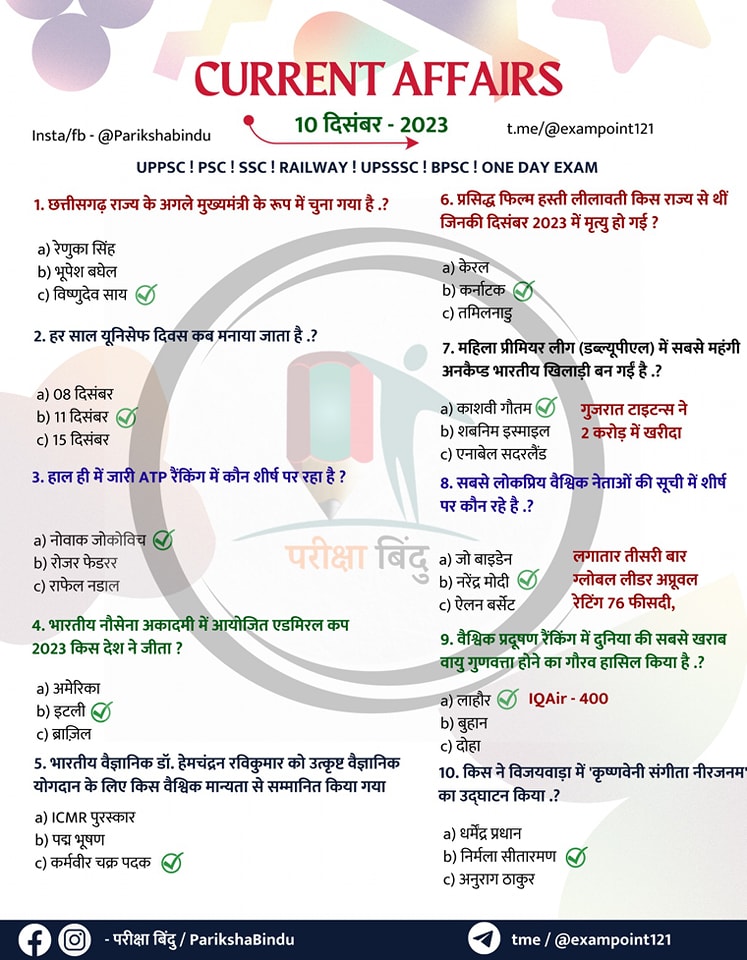 CURRENT AFFAIRS
Insta/fb - @Parikshabindu
10 दिसंबर - 2023
t.me/@exampoint121
UPPSC ! PSC ! SSC ! RAILWAY ! UPSSSC ! BPSC ! ONE DAY EXAM
1. छत्तीसगढ़ राज्य के अगले मुख्यमंत्री के रूप में चुना गया है .?
a) रेणुका सिंह
b) भूपेश बघेल
c) विष्णुदेव साय
2. हर साल यूनिसेफ दिवस कब मनाया जाता है .?
a) 08 दिसंबर
b) 11 दिसंबर
c) 15 दिसंबर
3. हाल ही में जारी ATP रैंकिंग में कौन शीर्ष पर रहा है ?
a) नोवाक जोकोविच
b) रोजर फेडरर
c) राफेल नडाल
4. भारतीय नौसेना अकादमी में आयोजित एडमिरल कप
2023 किस देश ने जीता ?
a) अमेरिका
b) इटली
c) ब्राज़िल
5. भारतीय वैज्ञानिक डॉ. हेमचंद्रन रविकुमार को उत्कृष्ट वैज्ञानिक
योगदान के लिए किस वैश्विक मान्यता से सम्मानित किया गया
a) ICMR पुरस्कार
b) पद्म भूषण
c) कर्मवीर चक्र पदक
6. प्रसिद्ध फिल्म हस्ती लीलावती किस राज्य से थीं
जिनकी दिसंबर 2023 में मृत्यु हो गई ?
a) केरल
b) कर्नाटक
c) तमिलनाडु
7. महिला प्रीमियर लीग (डब्ल्यूपीएल) में सबसे महंगी
अनकैप्ड भारतीय खिलाड़ी बन गईं है .?
a) काशवी गौतम
b) शबनिम इस्माइल
c) एनाबेल सदरलैंड
गुजरात टाइटन्स ने
2 करोड़ में खरीदा
8. सबसे लोकप्रिय वैश्विक नेताओं की सूची में शीर्ष
पर कौन रहे है .?
a) जो बाइडेन
b) नरेंद्र मोदी
c) ऐलन बर्सेट
लगातार तीसरी बार
ग्लोबल लीडर अप्रूवल
रेटिंग 76 फीसदी,
9. वैश्विक प्रदूषण रैंकिंग में दुनिया की सबसे खराब
वायु गुणवत्ता होने का गौरव हासिल किया है .?
a) लाहौर
IQAir - 400
b) बुहान
c) दोहा
10. किस ने विजयवाड़ा में 'कृष्णवेनी संगीता नीरजनम'
का उद्घाटन किया .?
a) धर्मेंद्र प्रधान
b) निर्मला सीतारमण
c) अनुराग ठाकुर
परीक्षा बिंदु
- परीक्षा बिंदु / ParikshaBindu
tme / @exampoint121